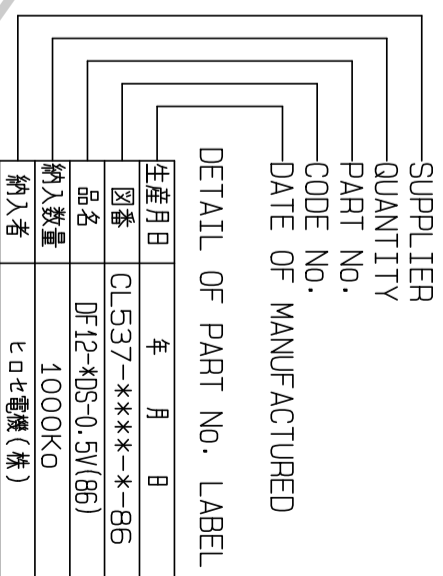 DETAIL OF PART No. LABEL
DATE OF MANUFACTURED
CODE No.
PART No.
QUANTITY
SUPPLIER
生産月日 年 月 日
図番 CL537-****-*-86
品名 DF12-*DS-0.5V(86)
納入数量 1000Ko
納入者 ヒロセ電機(株)